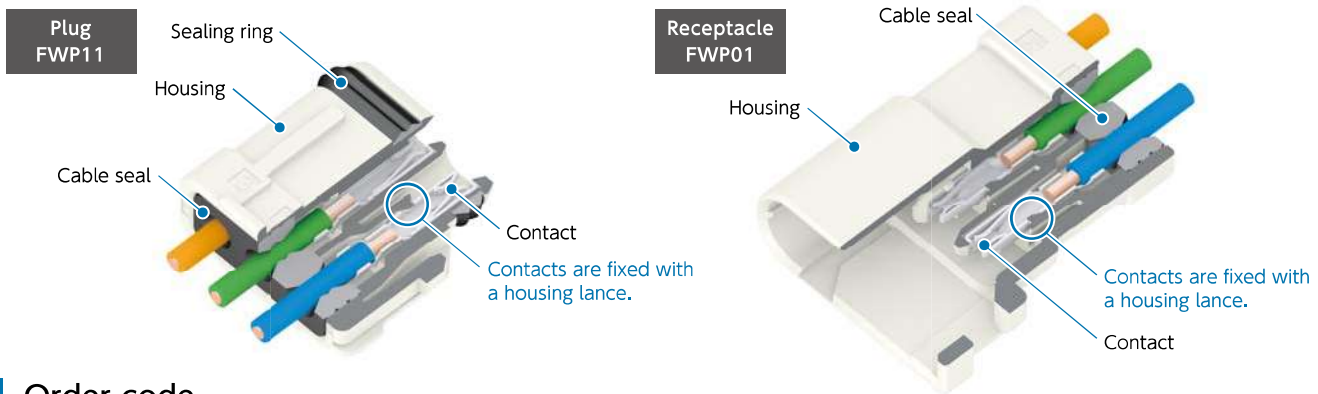 Plug
FWP11
Sealing ring
Housing
Cable seal
Contact
Contacts are fixed with
a housing lance.
Receptacle
FWP01
Cable seal
Housing
Contacts are fixed with
a housing lance.
Contact
Order code